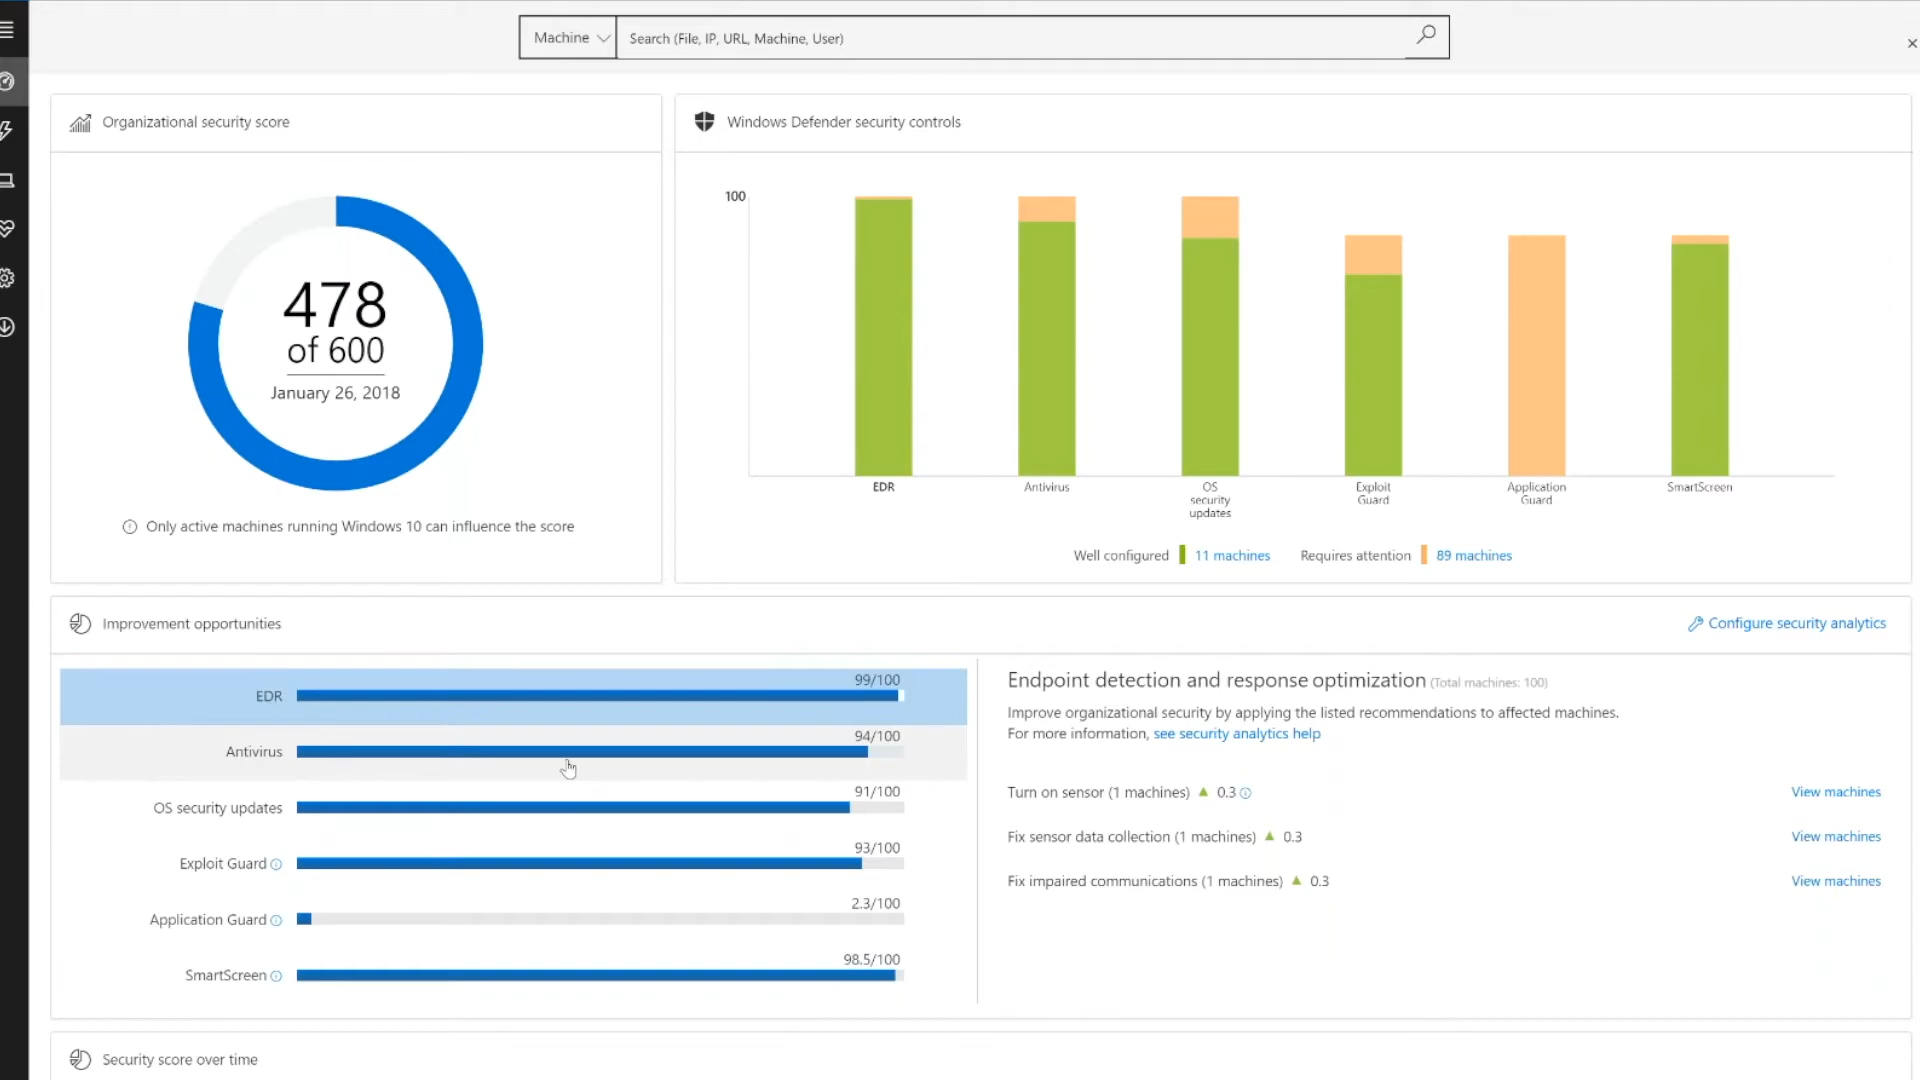 Machine
Search (File, IP, URL, Machine, User)
Organizational security score
478
of 600
January 26, 2018
Only active machines running Windows 10 can influence the score
Windows Defender security controls
100
EDR
Antivirus
OS
security
updates
Exploit
Guard
Application
Guard
SmartScreen
Well configured 11 machines Requires attention 89 machines
Improvement opportunities
Configure security analytics
EDR 99/100
Antivirus 94/100
OS security updates 91/100
Exploit Guard 93/100
Application Guard 2.3/100
SmartScreen 98.5/100
Endpoint detection and response optimization (Total machines: 100)
Improve organizational security by applying the listed recommendations to affected machines.
For more information, see security analytics help
Turn on sensor (1 machines) ▲ 0.3 View machines
Fix sensor data collection (1 machines) ▲ 0.3 View machines
Fix impaired communications (1 machines) ▲ 0.3 View machines
Security score over time